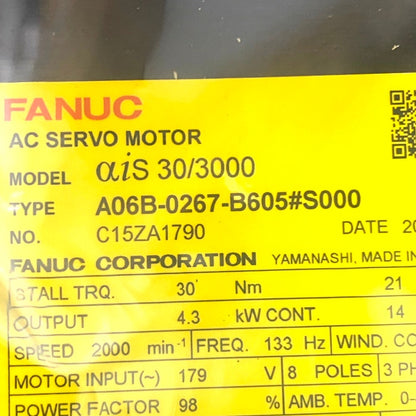 FANUC
AC SERVO MOTOR
MODEL αiS 30/3000
TYPE A06B-0267-B605#S000
NO. C15ZA1790 DATE 20
FANUC CORPORATION YAMANASHI, MADE IN
STALL TRQ. 30 Nm 21
OUTPUT 4.3 kW CONT. 14
SPEED 2000 min⁻¹ FREQ. 133 Hz WIND. CO
MOTOR INPUT(~) 179 V 8 POLES 3 PH
POWER FACTOR 98 % AMB. TEMP. 0-